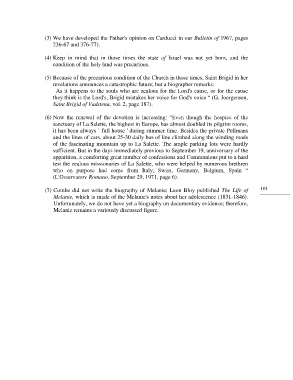 (3) We have developed the Father's opinion on Carducci in our Bulletin of 1967, pages
236-67 and 376-77).
(4) Keep in mind that in those times the state of Israel was not yet born, and the
condition of the holy land was precarious.
(5) Because of the precarious condition of the Church in those times, Saint Brigid in her
revelations announces a catastrophic future, but a biographer remarks:
As it happens to the souls who are zealous for the Lord's cause, or for the cause
they think is the Lord's, Brigid mistakes her voice for God's voice " (G. Joergensen,
Saint Brigid of Vadstena, vol. 2, page 187).
(6) Now the renewal of the devotion is increasing: "Even though the hospice of the
sanctuary of La Salette, the highest in Europe, has almost doubled its pilgrim rooms,
it has been always ' full house ' during summer time. Besides the private Pullmans
and the lines of cars, about 25-30 daily bus of line climbed along the winding roads
of the fascinating mountain up to La Salette. The ample parking lots were hardly
sufficient. But in the days immediately previous to September 19, anniversary of the
apparition, a comforting great number of confessions and Communions put to a hard
test the zealous missionaries of La Salette, who were helped by numerous brethren
who on purpose had come from Italy, Swiss, Germany, Belgium, Spain "
(L'Osservatore Romano, September 29, 1971, page 6).
(7) Combe did not write the biography of Melanie; Leon Bloy published The Life of
Melanie, which is made of the Melanie's notes about her adolescence (1831-1846).
Unfortunately, we do not have yet a biography on documentary evidence; therefore,
Melanie remains a variously discussed figure.
101